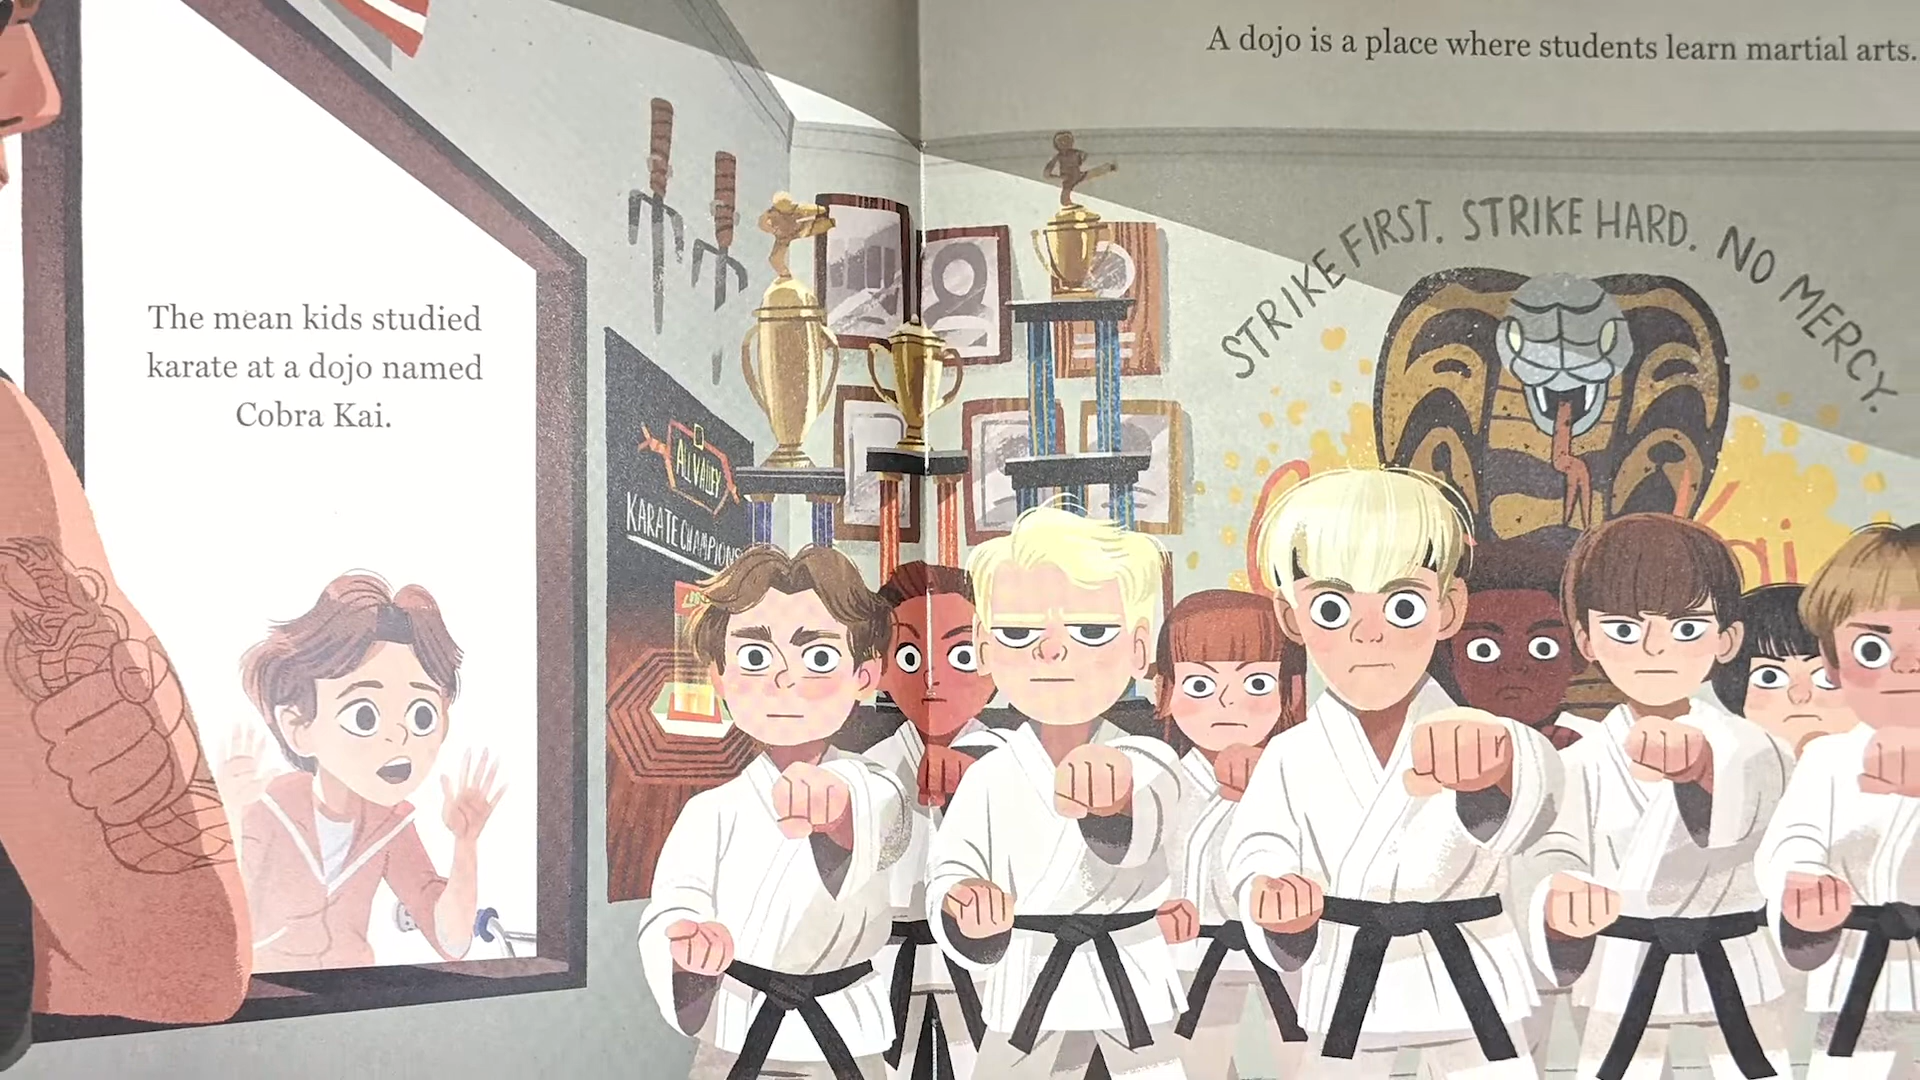 The mean kids studied
karate at a dojo named
Cobra Kai.
A dojo is a place where students learn martial arts.
STRIKE FIRST. STRIKE HARD. NO MERCY.
ALL VALLEY
KARATE CHAMPIONS